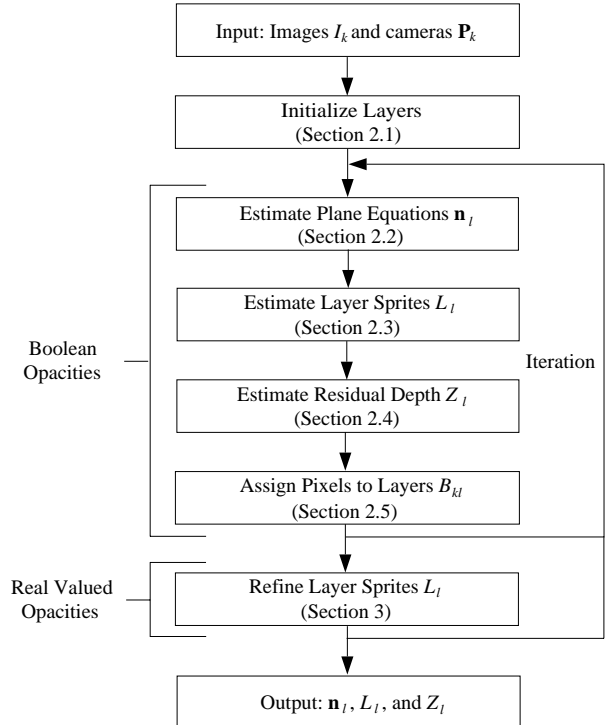 Input: Images I_k and cameras P_k
Initialize Layers
(Section 2.1)
Estimate Plane Equations n_l
(Section 2.2)
Estimate Layer Sprites L_l
(Section 2.3)
Boolean
Opacities
Iteration
Estimate Residual Depth Z_l
(Section 2.4)
Assign Pixels to Layers B_kl
(Section 2.5)
Real Valued
Opacities
Refine Layer Sprites L_l
(Section 3)
Output: n_l, L_l, and Z_l